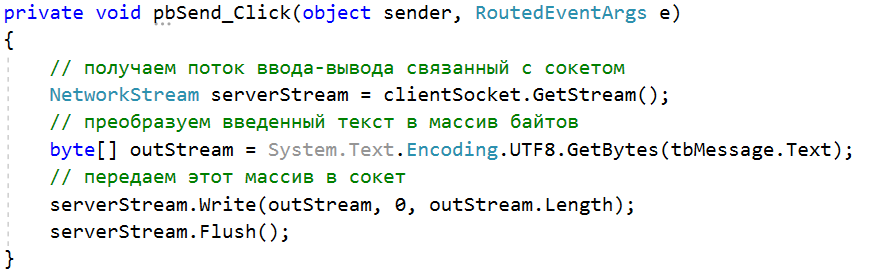 private void pbSend_Click(object sender, RoutedEventArgs e)
{
    // получаем поток ввода-вывода связанный с сокетом
    NetworkStream serverStream = clientSocket.GetStream();
    // преобразуем введенный текст в массив байтов
    byte[] outStream = System.Text.Encoding.UTF8.GetBytes(tbMessage.Text);
    // передаем этот массив в сокет
    serverStream.Write(outStream, 0, outStream.Length);
    serverStream.Flush();
}